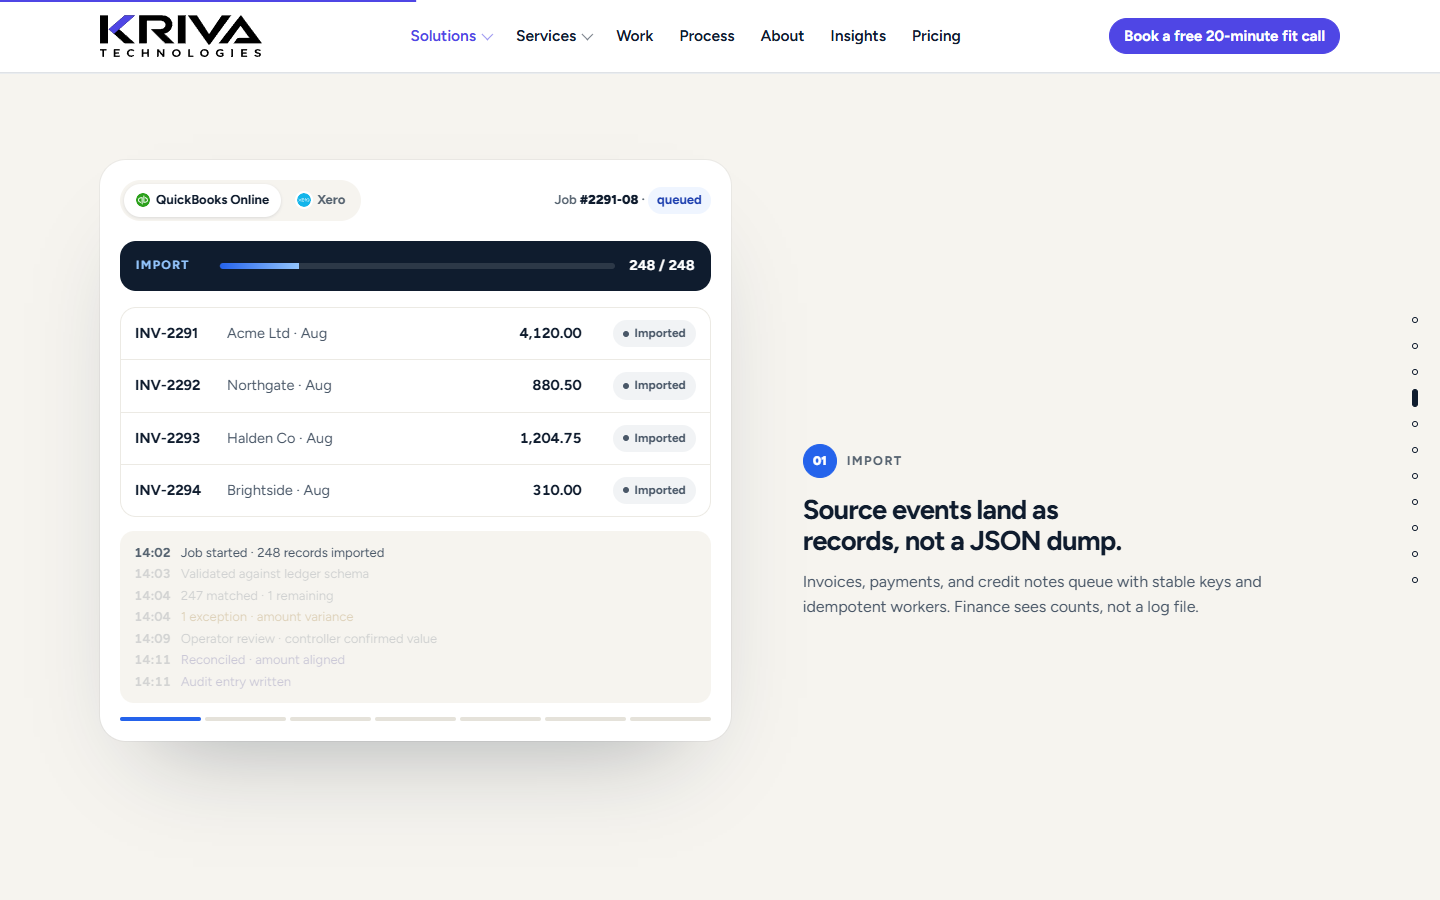 KRIVA
TECHNOLOGIES
Solutions Services Work Process About Insights Pricing
Book a free 20-minute fit call
QuickBooks Online
Xero
Job #2291-08 · queued
IMPORT 248 / 248
INV-2291 Acme Ltd · Aug 4,120.00 Imported
INV-2292 Northgate · Aug 880.50 Imported
INV-2293 Halden Co · Aug 1,204.75 Imported
INV-2294 Brightside · Aug 310.00 Imported
14:02 Job started · 248 records imported
14:03 Validated against ledger schema
14:04 247 matched · 1 remaining
14:04 1 exception · amount variance
14:09 Operator review · controller confirmed value
14:11 Reconciled · amount aligned
14:11 Audit entry written
01 IMPORT
Source events land as
records, not a JSON dump.
Invoices, payments, and credit notes queue with stable keys and
idempotent workers. Finance sees counts, not a log file.